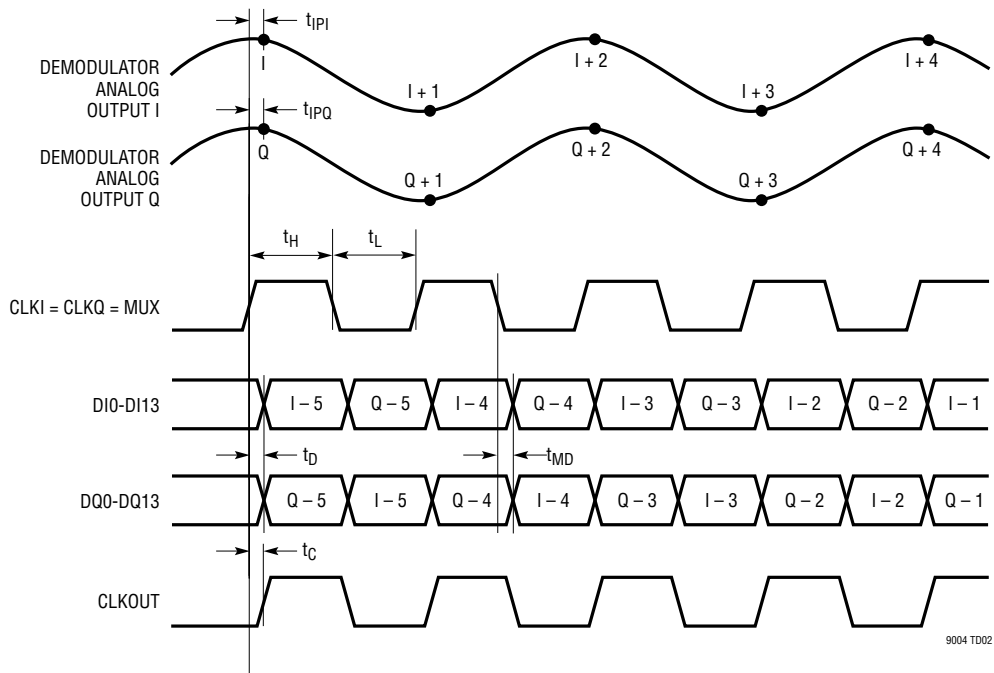 tIPI
DEMODULATOR
ANALOG
OUTPUT I
I
I + 1
I + 2
I + 3
I + 4
tIPQ
DEMODULATOR
ANALOG
OUTPUT Q
Q
Q + 1
Q + 2
Q + 3
Q + 4
tH
tL
CLKI = CLKQ = MUX
DI0-DI13
I – 5
Q – 5
I – 4
Q – 4
I – 3
Q – 3
I – 2
Q – 2
I – 1
tD
tMD
DQ0-DQ13
Q – 5
I – 5
Q – 4
I – 4
Q – 3
I – 3
Q – 2
I – 2
Q – 1
tC
CLKOUT
9004 TD02